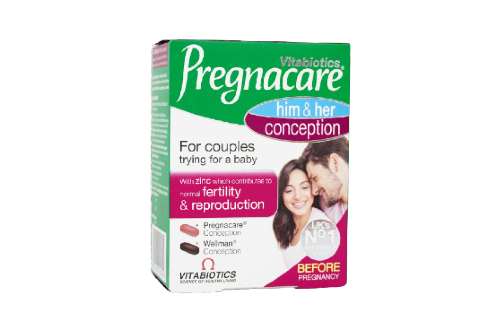 Vitabiotics®
Pregnacare®
him & her
conception
For couples
trying for a baby
With zinc which contributes to
normal fertility
& reproduction
Pregnacare®
Conception
Wellman®
Conception
UK's
No1
BEFORE
PREGNANCY
VITABIOTICS